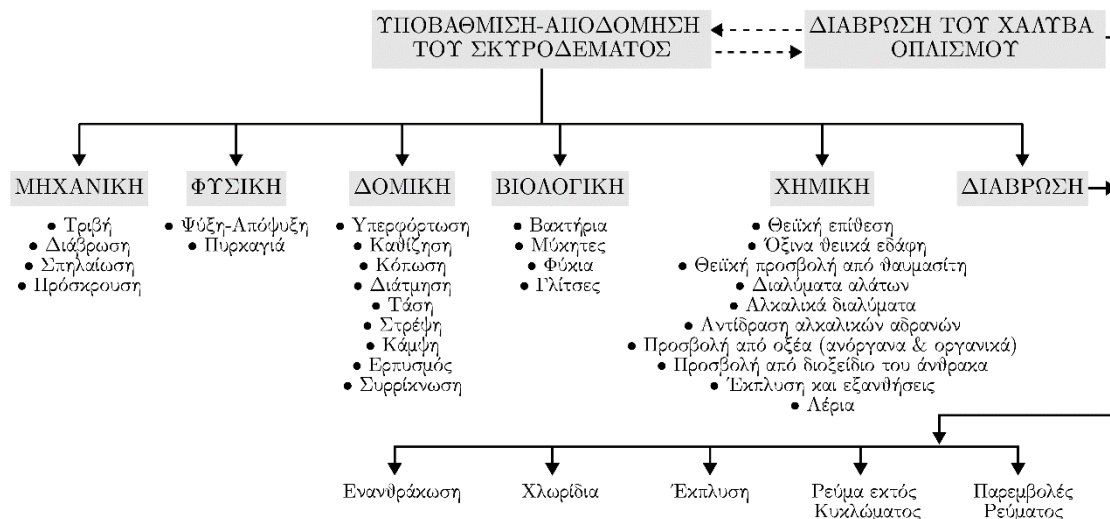 ΥΠΟΒΑΘΜΙΣΗ-ΑΠΟΔΟΜΗΣΗ
ΤΟΥ ΣΚΥΡΟΔΕΜΑΤΟΣ
ΔΙΑΒΡΩΣΗ ΤΟΥ ΧΑΛΥΒΑ
ΟΠΛΙΣΜΟΥ
ΜΗΧΑΝΙΚΗ
• Τριβή
• Διάβρωση
• Σπηλαίωση
• Πρόσκρουση
ΦΥΣΙΚΗ
• Ψύξη-Απόψυξη
• Πυρκαγιά
ΔΟΜΙΚΗ
• Υπερφόρτωση
• Καθίζηση
• Κόπωση
• Διάτμηση
• Τάση
• Στρέψη
• Κάμψη
• Ερπυσμός
• Συρρίκνωση
ΒΙΟΛΟΓΙΚΗ
• Βακτήρια
• Μύκητες
• Φύκια
• Γλίτσες
ΧΗΜΙΚΗ
• Θειϊκή επίθεση
• Όξινα θειικά εδάφη
• Θειϊκή προσβολή από θαυμασίτη
• Διαλύματα αλάτων
• Αλκαλικά διαλύματα
• Αντίδραση αλκαλικών αδρανών
• Προσβολή από οξέα (ανόργανα & οργανικά)
• Προσβολή από διοξείδιο του άνθρακα
• Έκπλυση και εξανθήσεις
• Αέρια
ΔΙΑΒΡΩΣΗ
Ενανθράκωση
Χλωρίδια
Έκπλυση
Ρεύμα εκτός
Κυκλώματος
Παρεμβολές
Ρεύματος